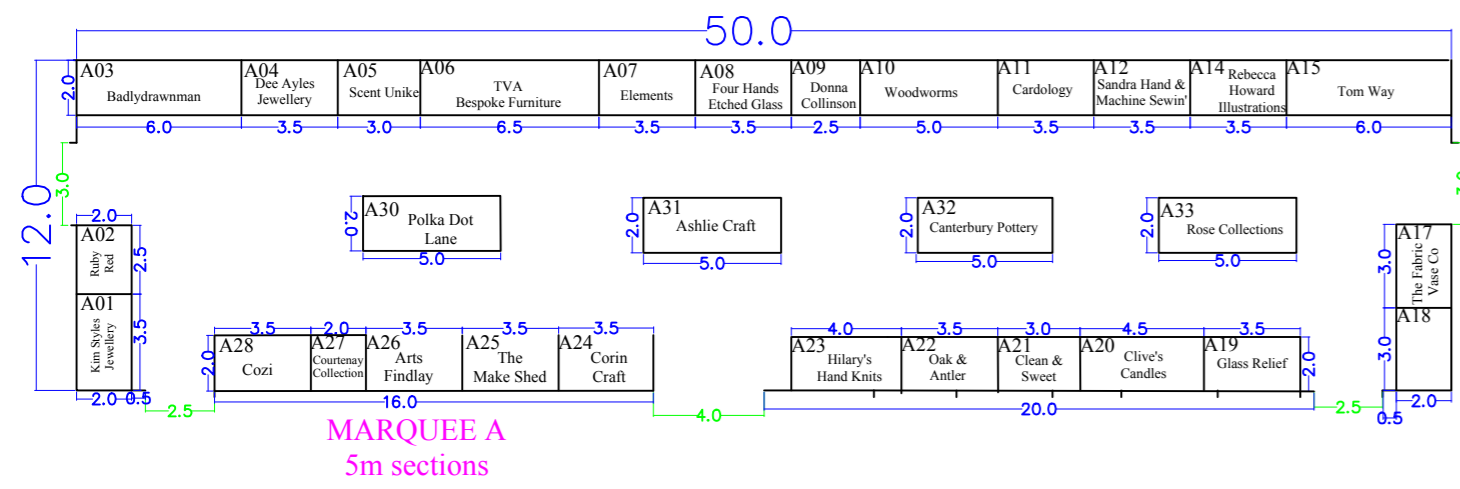 50.0
A03
Badlydrawnman
A04
Dee Ayles
Jewellery
A05
Scent Unike
A06
TVA
Bespoke Furniture
A07
Elements
A08
Four Hands
Etched Glass
A09
Donna
Collinson
A10
Woodworms
A11
Cardology
A12
Sandra Hand &
Machine Sewin'
A14
Rebecca
Howard
Illustrations
A15
Tom Way
2.0
6.0
3.5
3.0
6.5
3.5
3.5
2.5
5.0
3.5
3.5
3.5
6.0
12.0
3.0
A30
Polka Dot
Lane
2.0
5.0
A31
Ashlie Craft
2.0
5.0
A32
Canterbury Pottery
2.0
5.0
A33
Rose Collections
2.0
5.0
2.0
A02
Ruby
Red
2.5
A01
Kim Styles
Jewellery
3.5
2.0
0.5
2.5
3.5
2.0
3.5
3.5
3.5
2.0
A28
Cozi
A27
Courtenay
Collection
A26
Arts
Findlay
A25
The
Make Shed
A24
Corin
Craft
16.0
4.0
4.0
3.5
3.0
4.5
3.5
A23
Hilary's
Hand Knits
A22
Oak &
Antler
A21
Clean &
Sweet
A20
Clive's
Candles
A19
Glass Relief
2.0
20.0
2.5
A17
The Fabric
Vase Co
3.0
A18
3.0
0.5
2.0
MARQUEE A
5m sections